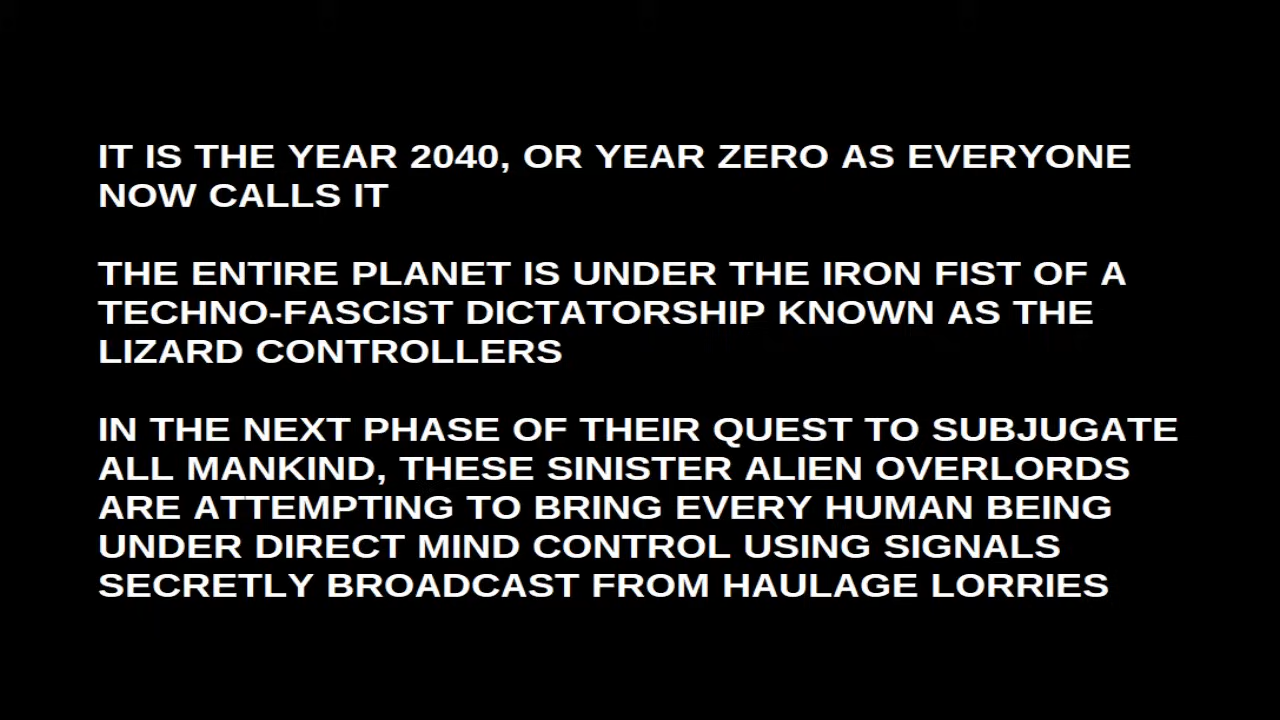 IT IS THE YEAR 2040, OR YEAR ZERO AS EVERYONE
NOW CALLS IT
THE ENTIRE PLANET IS UNDER THE IRON FIST OF A
TECHNO-FASCIST DICTATORSHIP KNOWN AS THE
LIZARD CONTROLLERS
IN THE NEXT PHASE OF THEIR QUEST TO SUBJUGATE
ALL MANKIND, THESE SINISTER ALIEN OVERLORDS
ARE ATTEMPTING TO BRING EVERY HUMAN BEING
UNDER DIRECT MIND CONTROL USING SIGNALS
SECRETLY BROADCAST FROM HAULAGE LORRIES